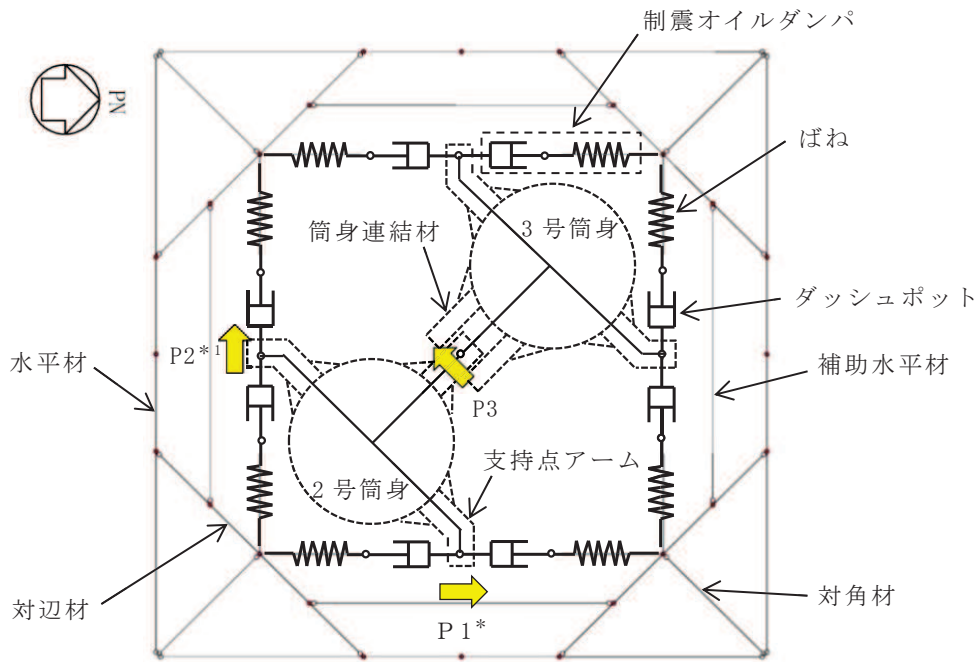 制震オイルダンパ
PN
ばね
3号筒身
筒身連結材
ダッシュポット
P2*1
水平材
補助水平材
P3
支持点アーム
2号筒身
対辺材
対角材
P1*